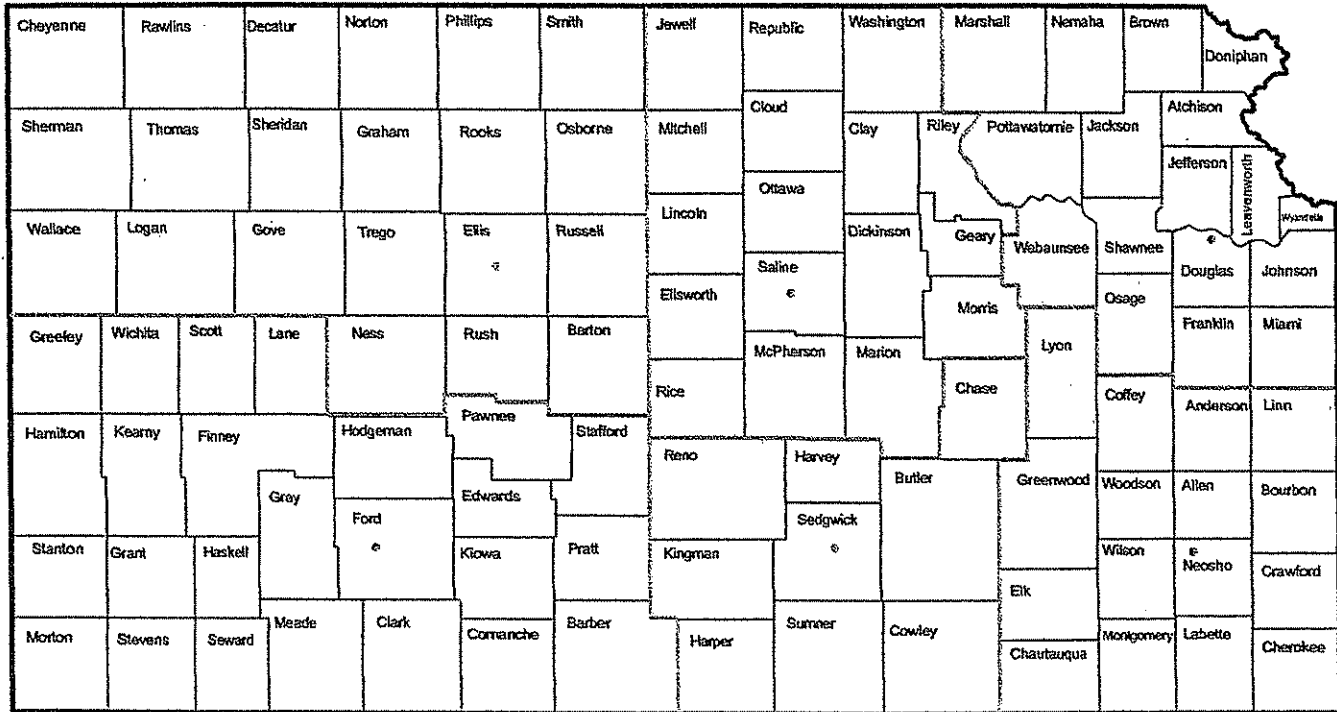 Cheyenne
Rawlins
Decatur
Norton
Phillips
Smith
Jewell
Republic
Washington
Marshall
Nemaha
Brown
Doniphan
Sherman
Thomas
Sheridan
Graham
Rooks
Osborne
Mitchell
Cloud
Clay
Riley
Pottawatomie
Jackson
Atchison
Jefferson
Leavenworth
Wyandotte
Wallace
Logan
Gove
Trego
Ellis
Russell
Lincoln
Ottawa
Dickinson
Geary
Wabaunsee
Shawnee
Douglas
Johnson
Saline
Ellsworth
Morris
Osage
Greeley
Wichita
Scott
Lane
Ness
Rush
Barton
McPherson
Marion
Lyon
Franklin
Miami
Rice
Chase
Coffey
Anderson
Linn
Hamilton
Kearny
Finney
Hodgeman
Pawnee
Stafford
Reno
Harvey
Butler
Greenwood
Woodson
Allen
Bourbon
Gray
Ford
Edwards
Sedgwick
Stanton
Grant
Haskell
Kiowa
Pratt
Kingman
Wilson
Neosho
Crawford
Elk
Morton
Stevens
Seward
Meade
Clark
Comanche
Barber
Harper
Sumner
Cowley
Chautauqua
Montgomery
Labette
Cherokee